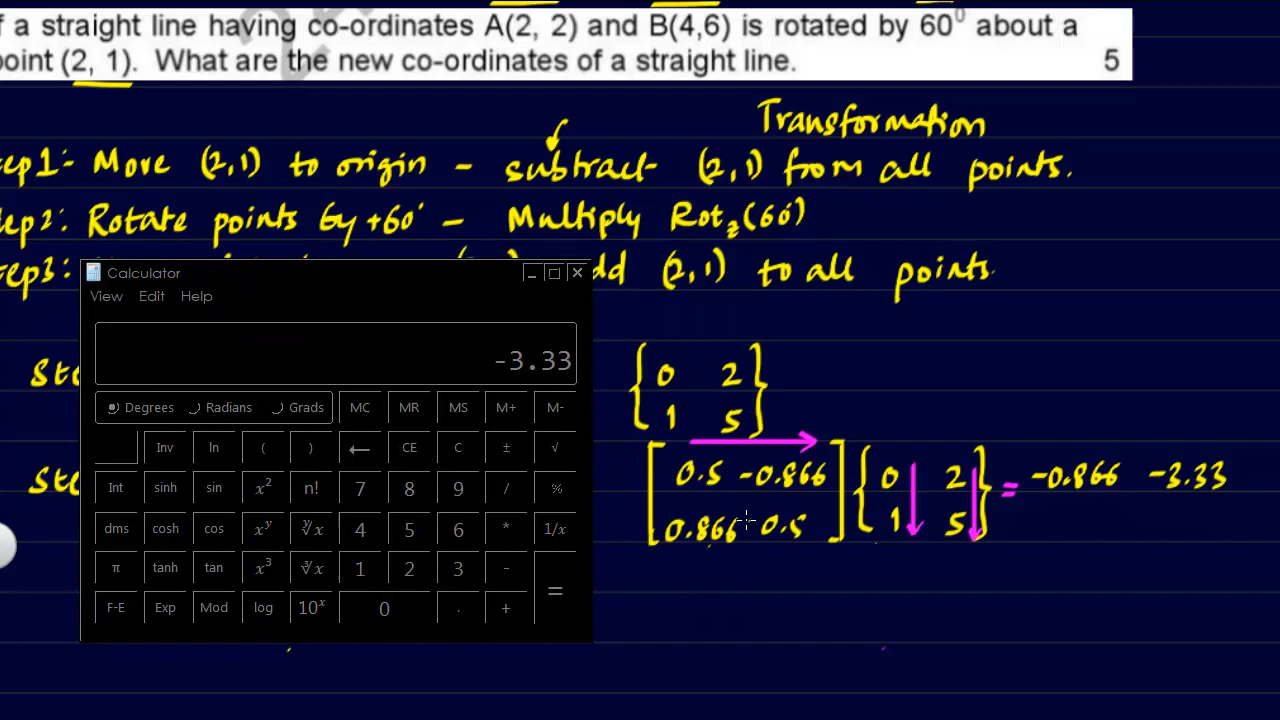 f a straight line having co-ordinates A(2, 2) and B(4,6) is rotated by 60⁰ about a
point (2, 1). What are the new co-ordinates of a straight line. 5
Transformation
tep1:- Move (2,1) to origin - subtract (2,1) from all points.
tep2: Rotate points by +60° - Multiply Rotz(60)
tep3: dd (2,1) to all points.
Calculator
View Edit Help
-3.33
Degrees Radians Grads MC MR MS M+ M-
Inv ln ( ) ← CE C ± √
Int sinh sin x² n! 7 8 9 / %
dms cosh cos xʸ ʸ√x 4 5 6 * 1/x
π tanh tan x³ ³√x 1 2 3 - =
F-E Exp Mod log 10ˣ 0 . +
Ste
{0 2
1 5}
Ste
[0.5 -0.866] {0 2} = -0.866 -3.33
[0.866 0.5] {1 5}